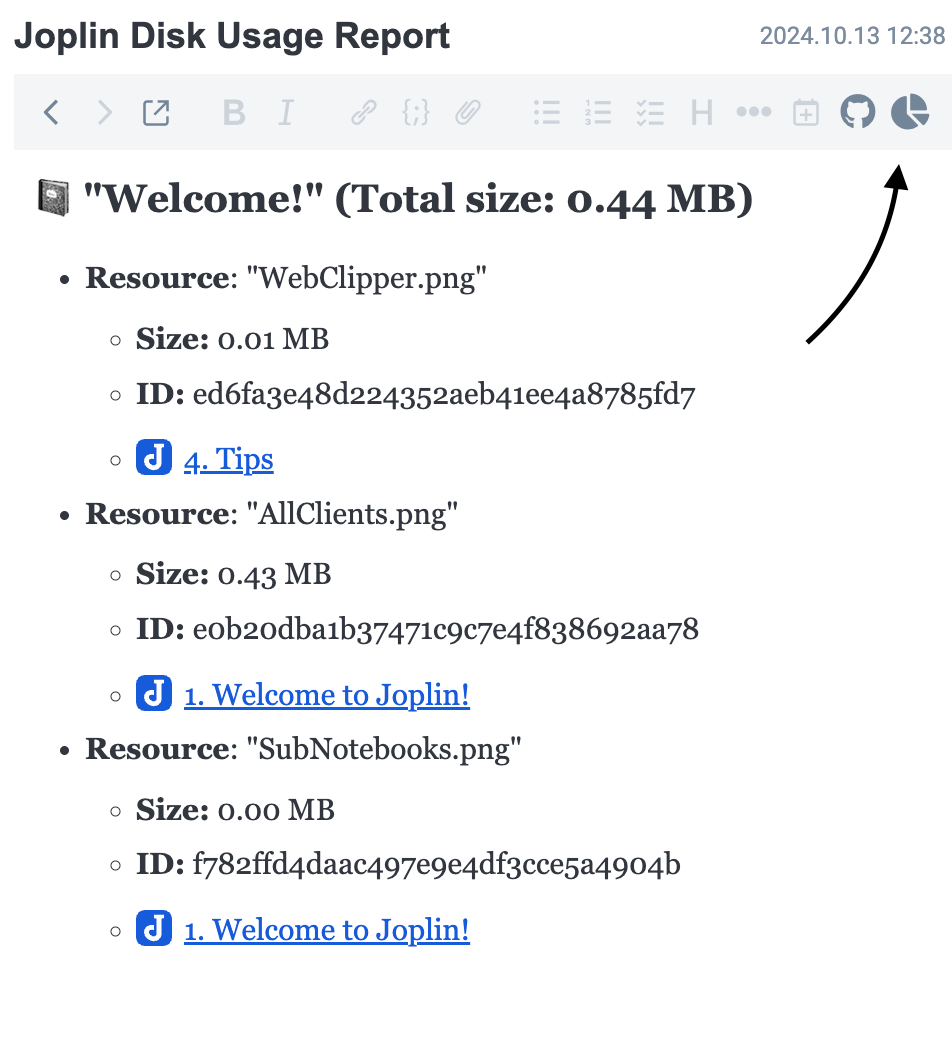 Joplin Disk Usage Report
2024.10.13 12:38
"Welcome!" (Total size: 0.44 MB)
Resource: "WebClipper.png"
Size: 0.01 MB
ID: ed6fa3e48d224352aeb41ee4a8785fd7
4. Tips
Resource: "AllClients.png"
Size: 0.43 MB
ID: e0b20dba1b37471c9c7e4f838692aa78
1. Welcome to Joplin!
Resource: "SubNotebooks.png"
Size: 0.00 MB
ID: f782ffd4daac497e9e4df3cce5a4904b
1. Welcome to Joplin!